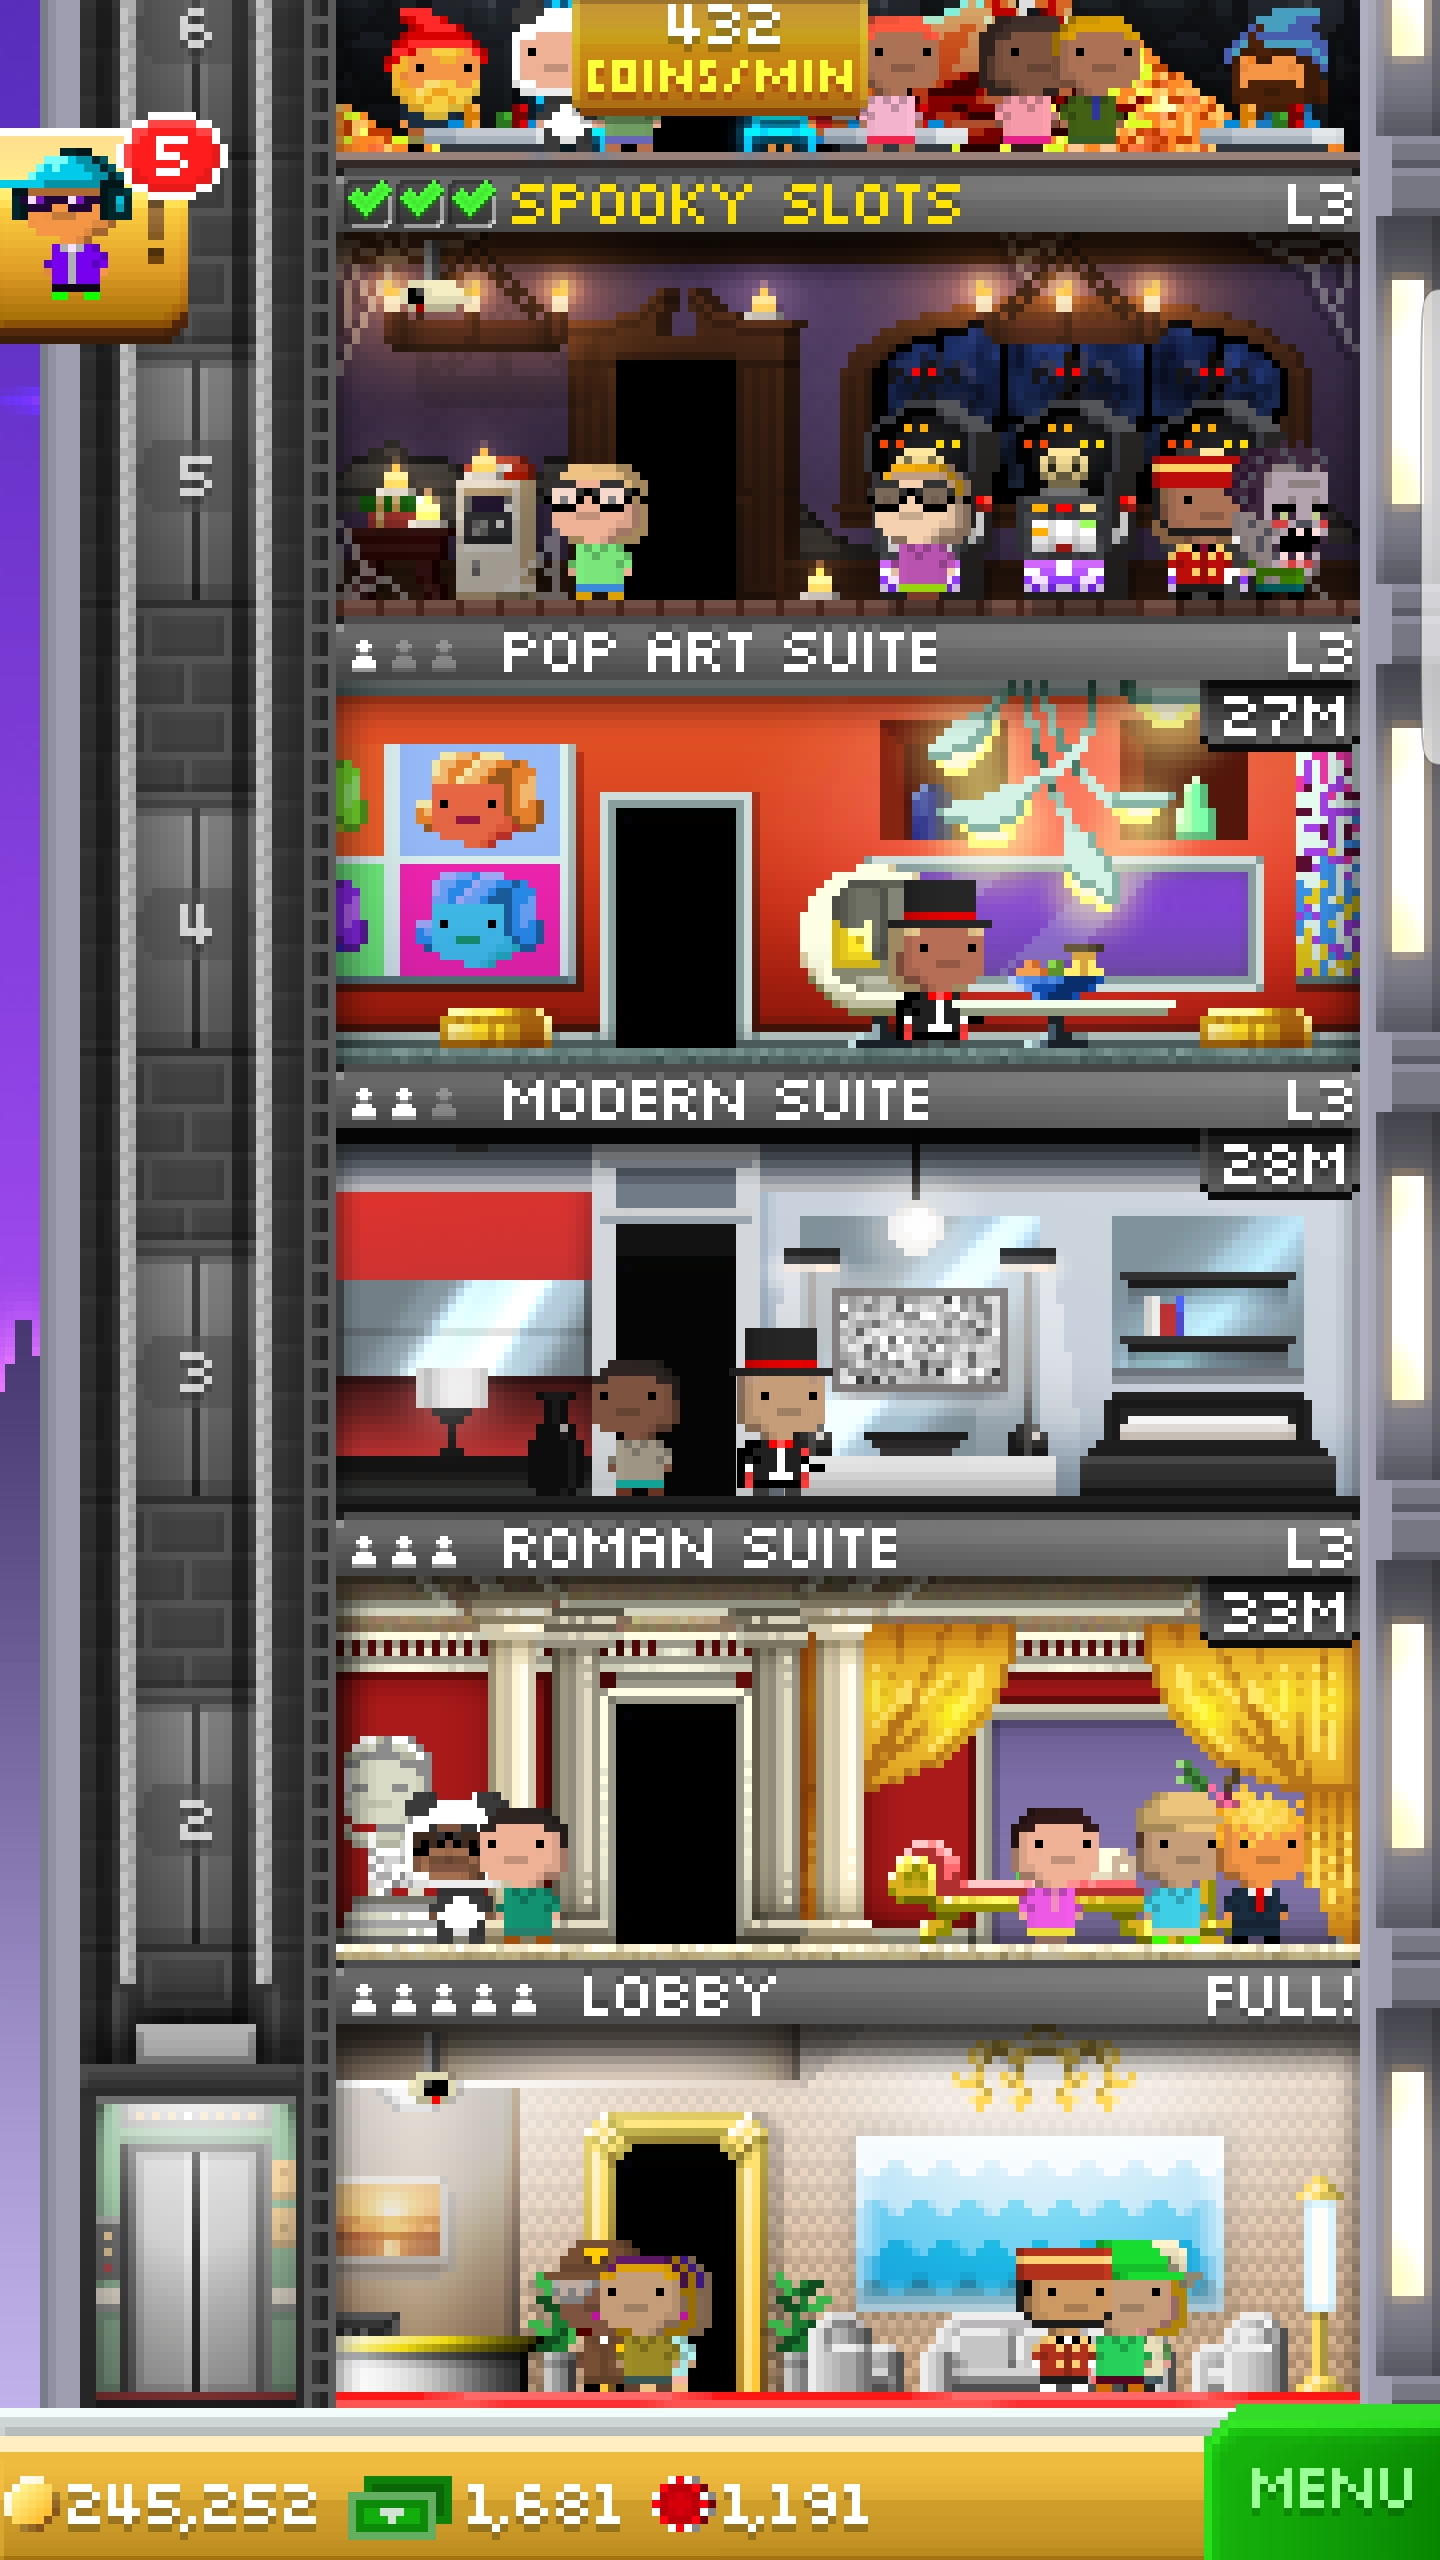 6
432
COINS/MIN
5
SPOOKY SLOTS L3
5
POP ART SUITE L3
27M
4
MODERN SUITE L3
28M
3
ROMAN SUITE L3
33M
2
LOBBY FULL!
245,252 1,681 1,191
MENU